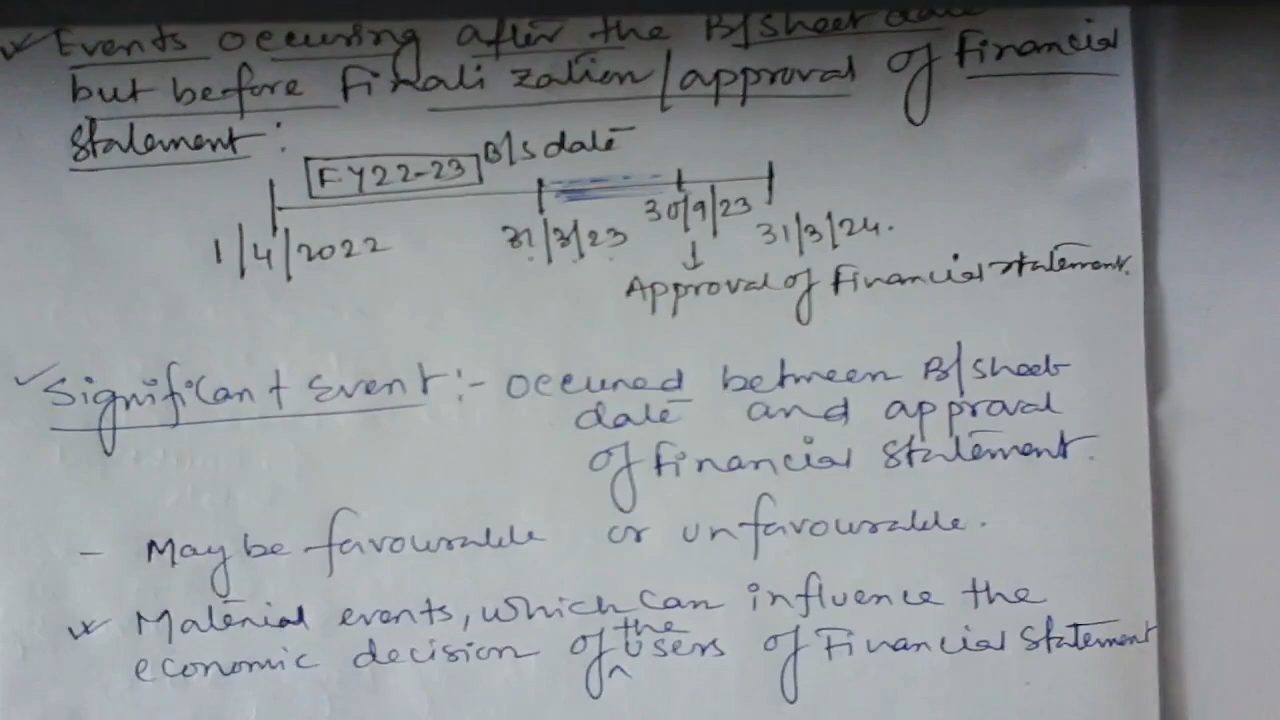 Events occuring after the B/Sheet date
but before Finalization/approval of Financial
Statement:
FY22-23 B/s date
1/4/2022 31/3/23 30/9/23 31/3/24.
Approval of Financial statement.
Significant Event:- occured between B/Sheet
date and approval
of Financial Statement.
- May be favourable or unfavourable.
Material events, which can influence the
economic decision of the users of Financial Statement